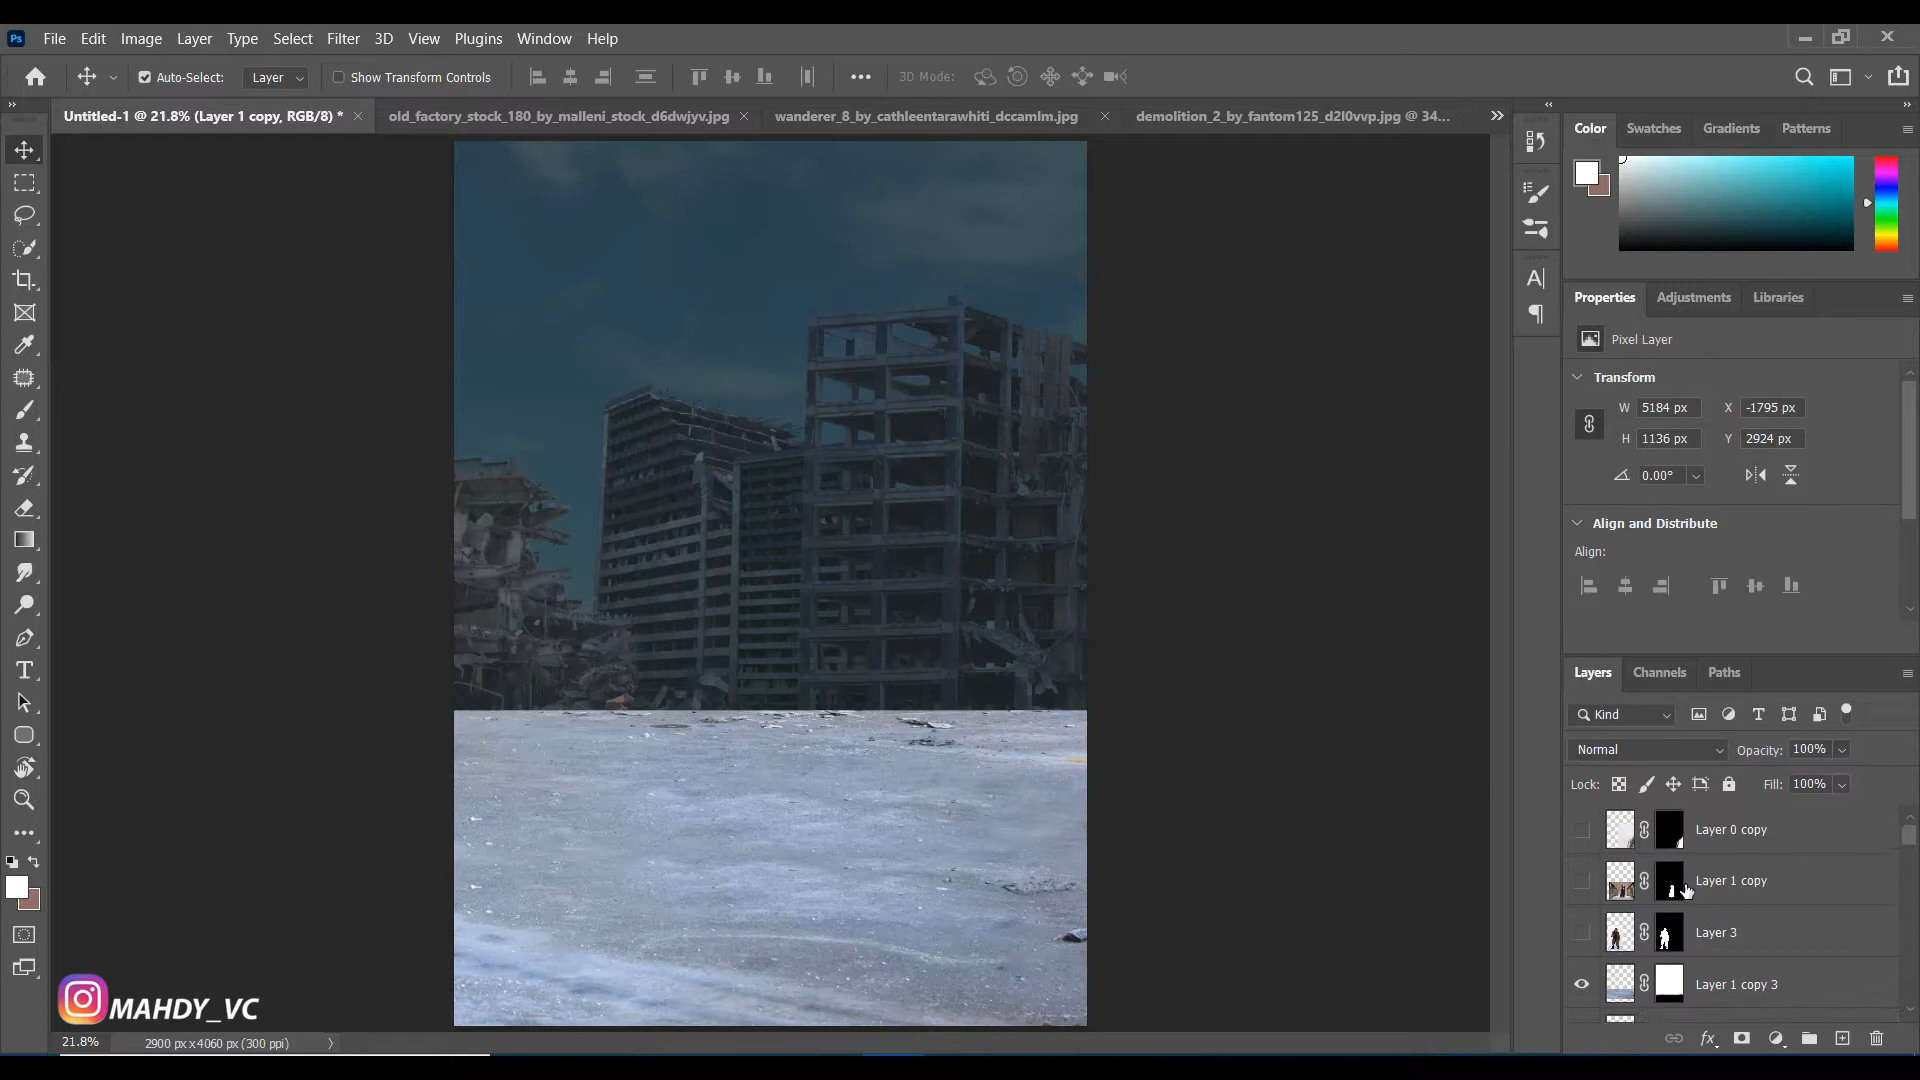 Ps File Edit Image Layer Type Select Filter 3D View Plugins Window Help
Auto-Select: Layer Show Transform Controls 3D Mode:
Untitled-1 @ 21.8% (Layer 1 copy, RGB/8) * old_factory_stock_180_by_malleni_stock_d6dwjyv.jpg wanderer_8_by_cathleentarawhiti_dccamlm.jpg demolition_2_by_fantom125_d2l0vvp.jpg @ 34...
Color Swatches Gradients Patterns
Properties Adjustments Libraries
Pixel Layer
Transform
W 5184 px X -1795 px
H 1136 px Y 2924 px
0.00°
Align and Distribute
Align:
Layers Channels Paths
Kind
Normal Opacity: 100%
Lock: Fill: 100%
Layer 0 copy
Layer 1 copy
Layer 3
Layer 1 copy 3
MAHDY_VC
21.8% 2900 px x 4060 px (300 ppi)